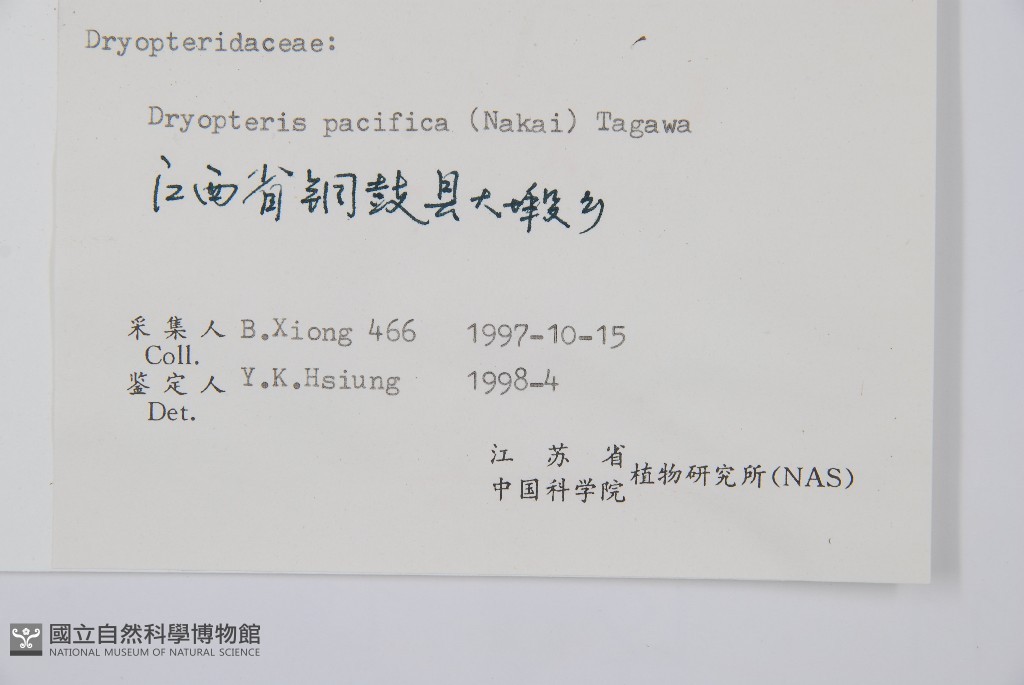 Dryopteridaceae:
Dryopteris pacifica (Nakai) Tagawa
江西省铜鼓县大塅乡
采集人 B.Xiong 466 1997-10-15
Coll.
鉴定人 Y.K.Hsiung 1998-4
Det.
江苏省
中国科学院 植物研究所(NAS)
國立自然科學博物館
NATIONAL MUSEUM OF NATURAL SCIENCE